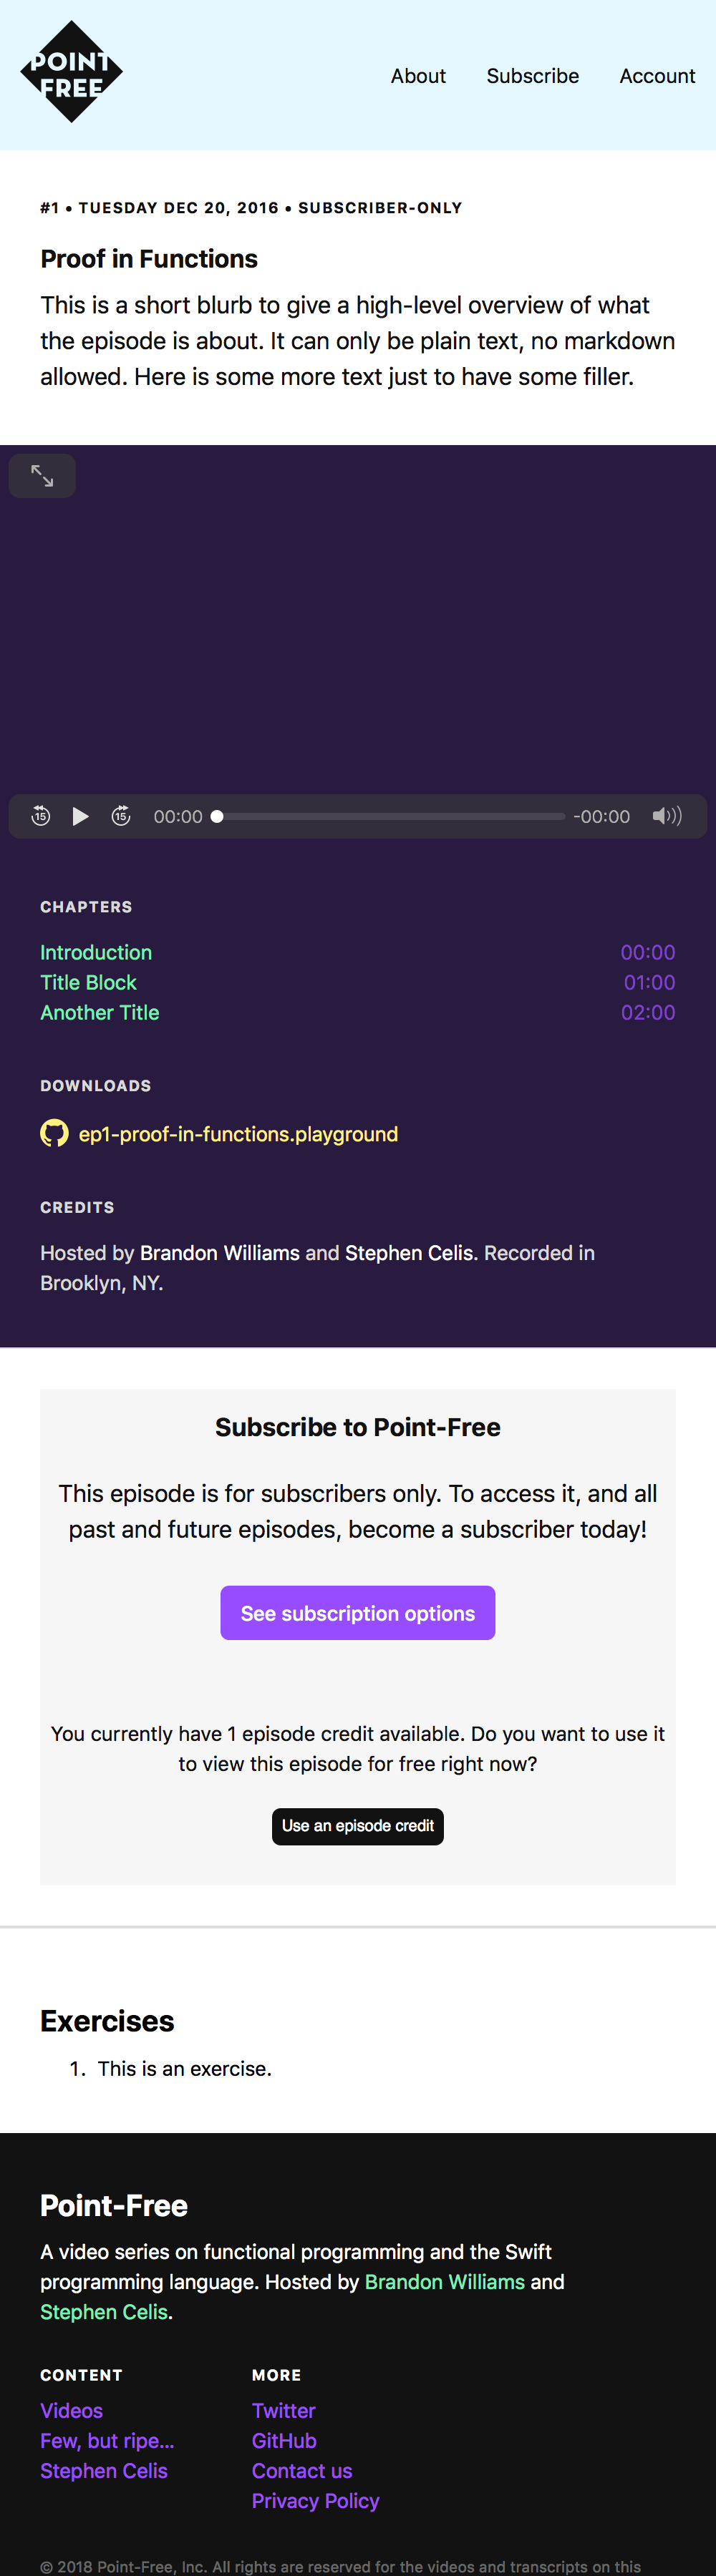 POINT
FREE
About Subscribe Account
#1 • TUESDAY DEC 20, 2016 • SUBSCRIBER-ONLY
Proof in Functions
This is a short blurb to give a high-level overview of what
the episode is about. It can only be plain text, no markdown
allowed. Here is some more text just to have some filler.
15 15 00:00 -00:00
CHAPTERS
Introduction 00:00
Title Block 01:00
Another Title 02:00
DOWNLOADS
ep1-proof-in-functions.playground
CREDITS
Hosted by Brandon Williams and Stephen Celis. Recorded in
Brooklyn, NY.
Subscribe to Point-Free
This episode is for subscribers only. To access it, and all
past and future episodes, become a subscriber today!
See subscription options
You currently have 1 episode credit available. Do you want to use it
to view this episode for free right now?
Use an episode credit
Exercises
1. This is an exercise.
Point-Free
A video series on functional programming and the Swift
programming language. Hosted by Brandon Williams and
Stephen Celis.
CONTENT MORE
Videos Twitter
Few, but ripe... GitHub
Stephen Celis Contact us
Privacy Policy
© 2018 Point-Free, Inc. All rights are reserved for the videos and transcripts on this